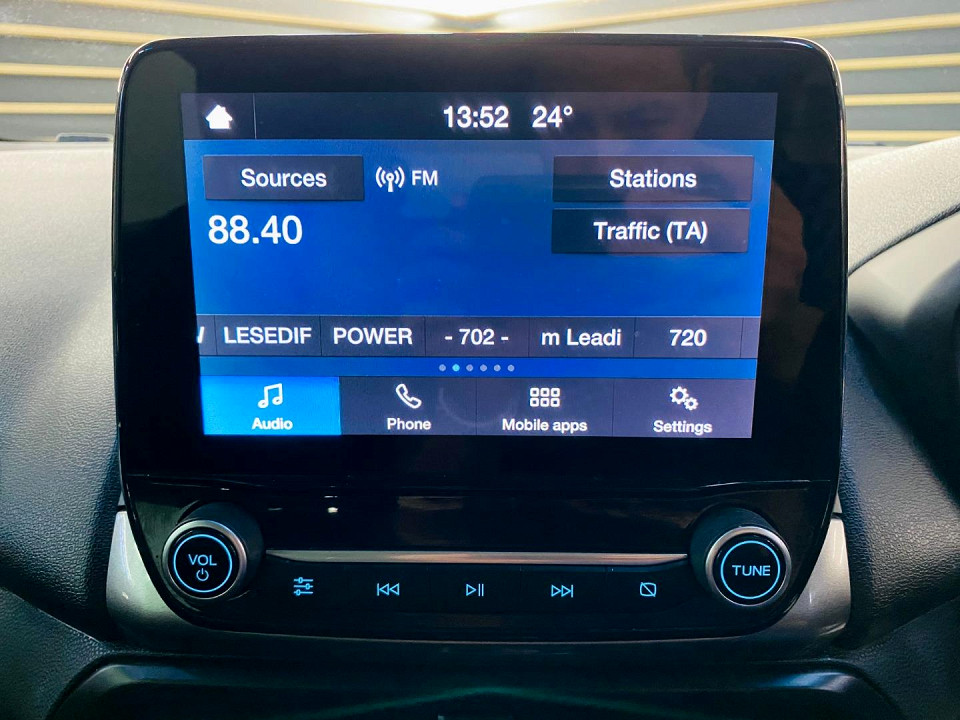 13:52 24°
Sources FM Stations
88.40 Traffic (TA)
LESEDIF POWER - 702 - m Leadi 720
Audio Phone Mobile apps Settings
VOL TUNE